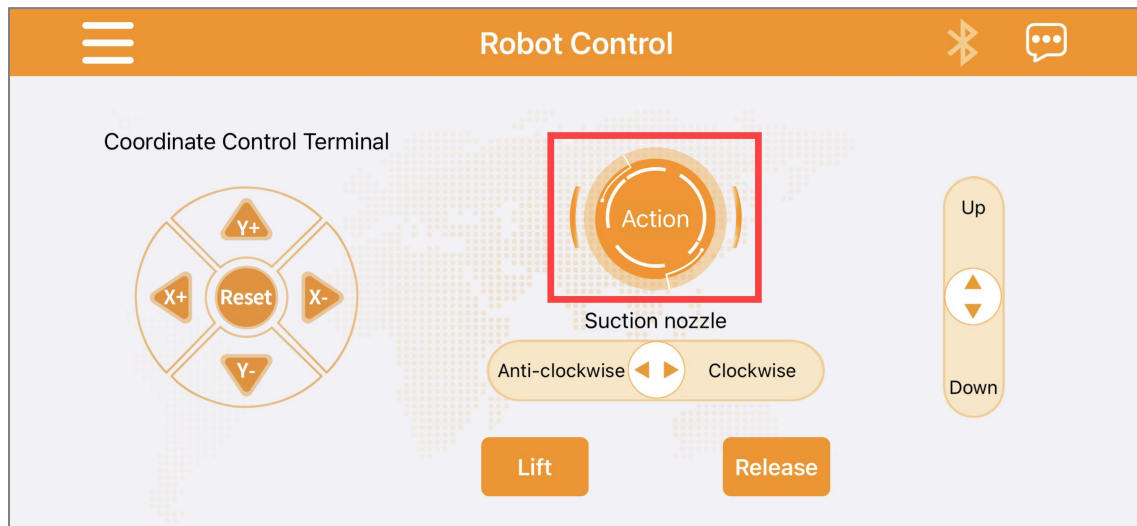 Robot Control
Coordinate Control Terminal
Y+
X+ Reset X-
Y-
Action
Suction nozzle
Anti-clockwise Clockwise
Lift Release
Up
Down